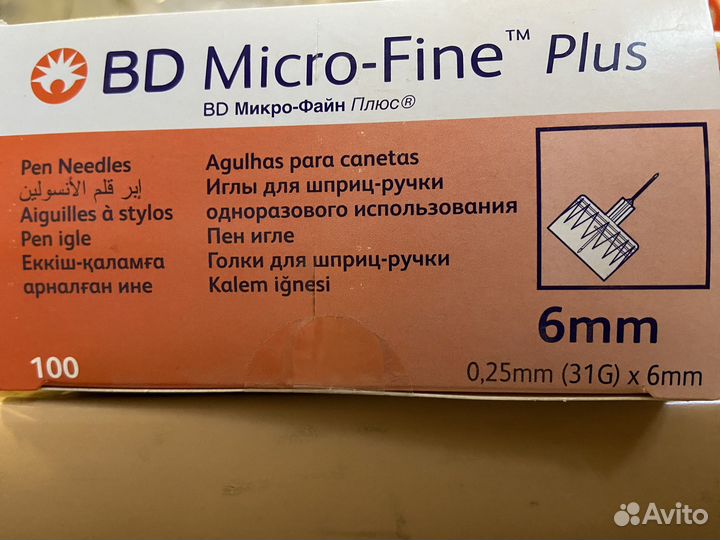 BD Micro-Fine™ Plus
BD Микро-Файн Плюс®
Pen Needles
إبر قلم الأنسولين
Aiguilles à stylos
Pen igle
Еккіш-қаламға
арналған ине
Agulhas para canetas
Иглы для шприц-ручки
одноразового использования
Пен игле
Голки для шприц-ручки
Kalem iğnesi
6mm
100
0,25mm (31G) x 6mm
Avito